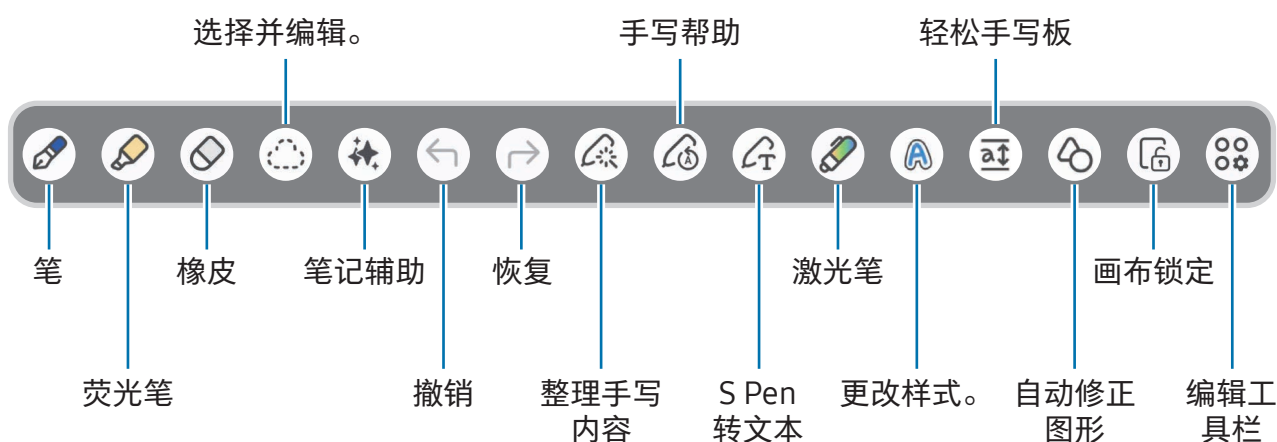 选择并编辑。
手写帮助
轻松手写板
笔
橡皮
笔记辅助
恢复
激光笔
画布锁定
荧光笔
撤销
整理手写
内容
S Pen
转文本
更改样式。
自动修正
图形
编辑工
具栏